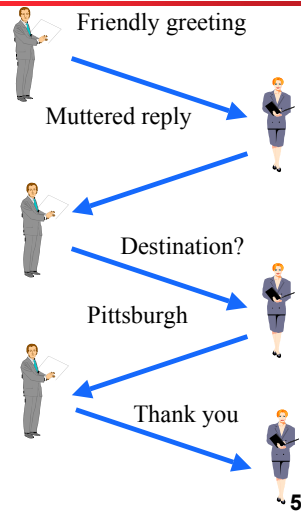 Friendly greeting
Muttered reply
Destination?
Pittsburgh
Thank you
5